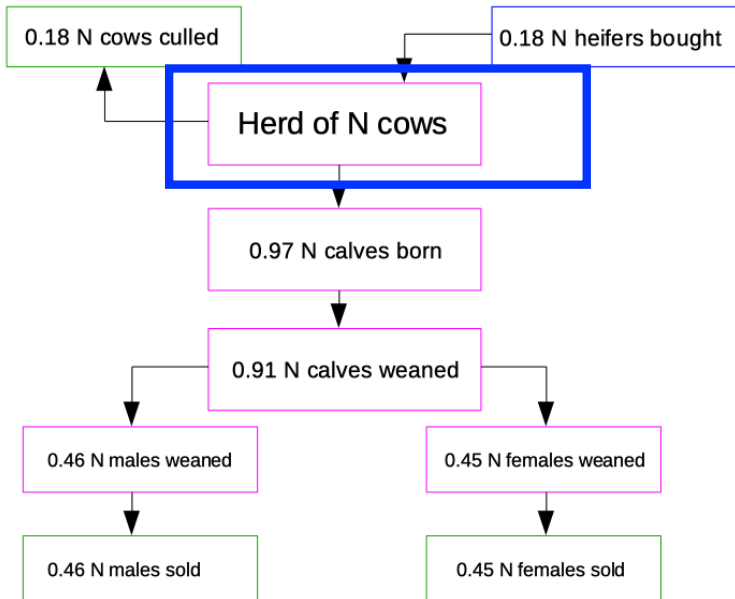 0.18 N cows culled
0.18 N heifers bought
Herd of N cows
0.97 N calves born
0.91 N calves weaned
0.46 N males weaned
0.45 N females weaned
0.46 N males sold
0.45 N females sold